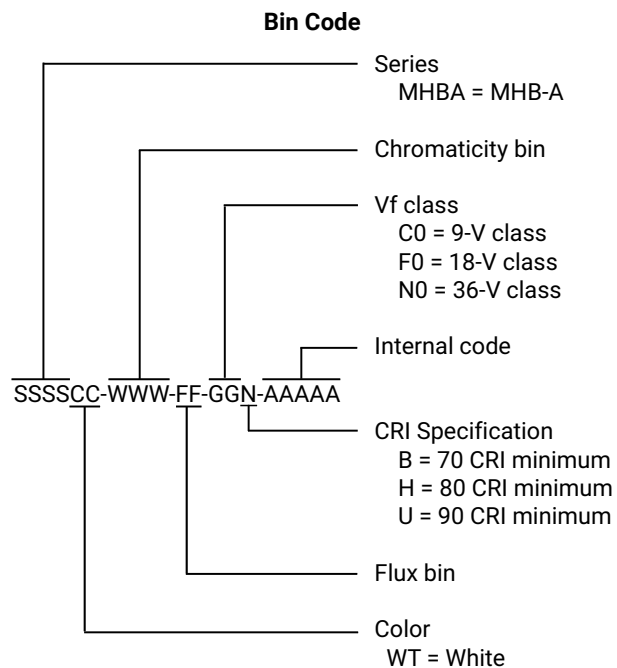 Bin Code
Series
MHBA = MHB-A
Chromaticity bin
Vf class
C0 = 9-V class
F0 = 18-V class
N0 = 36-V class
Internal code
SSSSCC-WWW-FF-GGN-AAAAA
CRI Specification
B = 70 CRI minimum
H = 80 CRI minimum
U = 90 CRI minimum
Flux bin
Color
WT = White